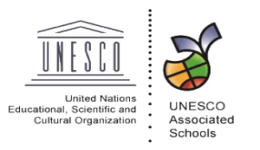 UNESCO
United Nations
Educational, Scientific and
Cultural Organization
UNESCO
Associated
Schools